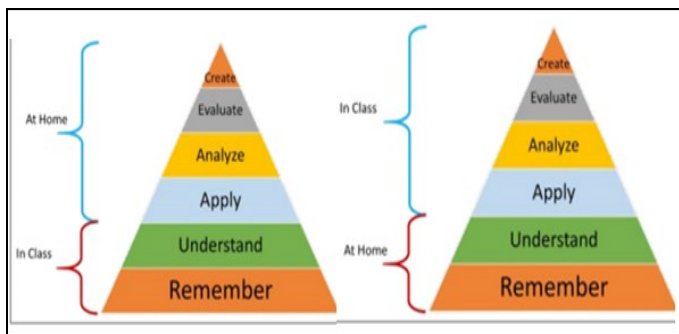 Create
Evaluate
At Home
Analyze
Apply
Understand
In Class
Remember
Create
Evaluate
In Class
Analyze
Apply
Understand
At Home
Remember